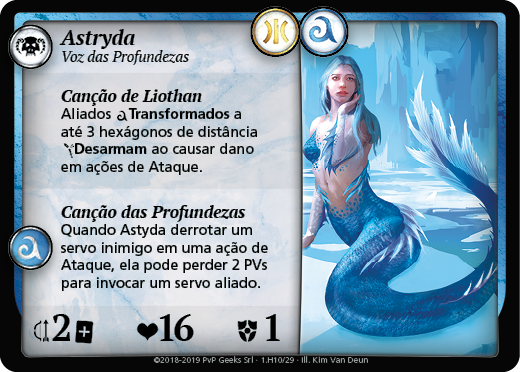 Astryda
Voz das Profundezas
Canção de Liothan
Aliados Transformados a
até 3 hexágonos de distância
Desarmam ao causar dano
em ações de Ataque.
Canção das Profundezas
Quando Astyda derrotar um
servo inimigo em uma ação de
Ataque, ela pode perder 2 PVs
para invocar um servo aliado.
2 16 1
©2018-2019 PvP Geeks Srl · 1.H10/29 · Ill. Kim Van Deun